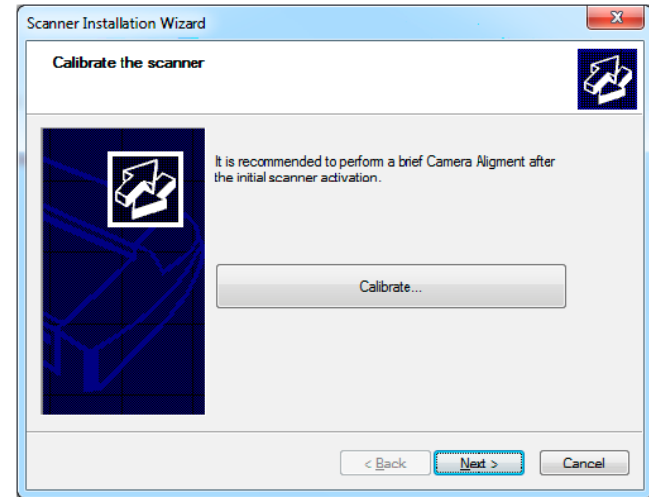 Scanner Installation Wizard
Calibrate the scanner
It is recommended to perform a brief Camera Aligment after
the initial scanner activation.
Calibrate...
< Back
Next >
Cancel